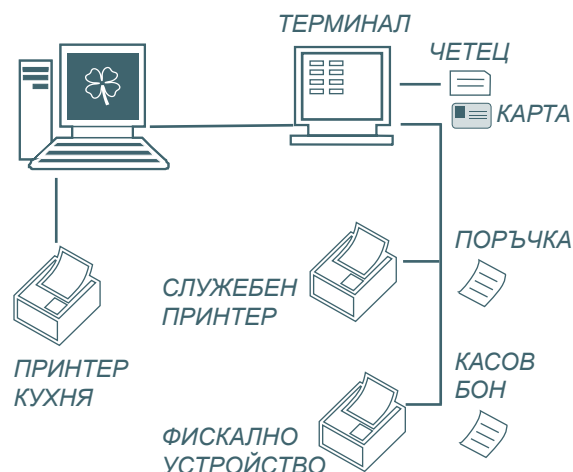 ТЕРМИНАЛ
ЧЕТЕЦ
КАРТА
ПОРЪЧКА
СЛУЖЕБЕН
ПРИНТЕР
ПРИНТЕР
КУХНЯ
КАСОВ
БОН
ФИСКАЛНО
УСТРОЙСТВО